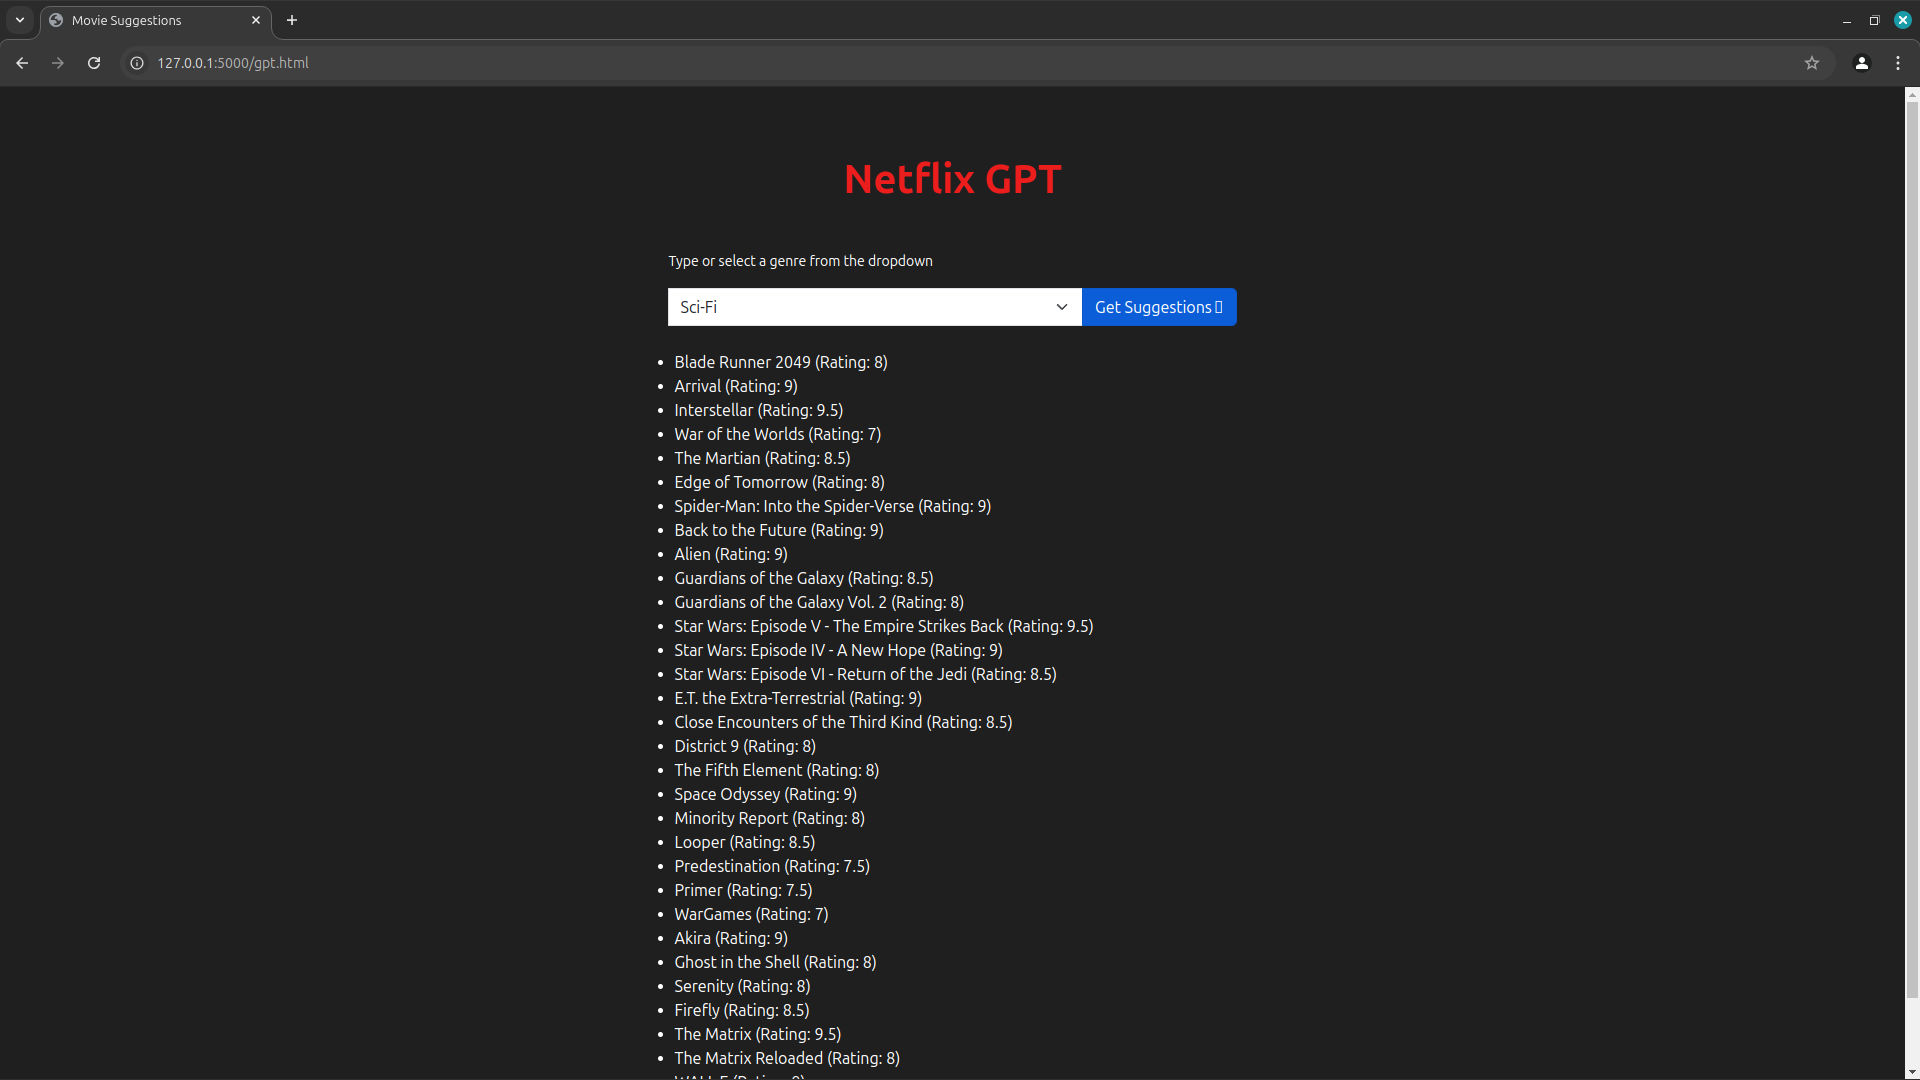 Movie Suggestions
127.0.0.1:5000/gpt.html
Netflix GPT
Type or select a genre from the dropdown
Sci-Fi
Get Suggestions
Blade Runner 2049 (Rating: 8)
Arrival (Rating: 9)
Interstellar (Rating: 9.5)
War of the Worlds (Rating: 7)
The Martian (Rating: 8.5)
Edge of Tomorrow (Rating: 8)
Spider-Man: Into the Spider-Verse (Rating: 9)
Back to the Future (Rating: 9)
Alien (Rating: 9)
Guardians of the Galaxy (Rating: 8.5)
Guardians of the Galaxy Vol. 2 (Rating: 8)
Star Wars: Episode V - The Empire Strikes Back (Rating: 9.5)
Star Wars: Episode IV - A New Hope (Rating: 9)
Star Wars: Episode VI - Return of the Jedi (Rating: 8.5)
E.T. the Extra-Terrestrial (Rating: 9)
Close Encounters of the Third Kind (Rating: 8.5)
District 9 (Rating: 8)
The Fifth Element (Rating: 8)
Space Odyssey (Rating: 9)
Minority Report (Rating: 8)
Looper (Rating: 8.5)
Predestination (Rating: 7.5)
Primer (Rating: 7.5)
WarGames (Rating: 7)
Akira (Rating: 9)
Ghost in the Shell (Rating: 8)
Serenity (Rating: 8)
Firefly (Rating: 8.5)
The Matrix (Rating: 9.5)
The Matrix Reloaded (Rating: 8)